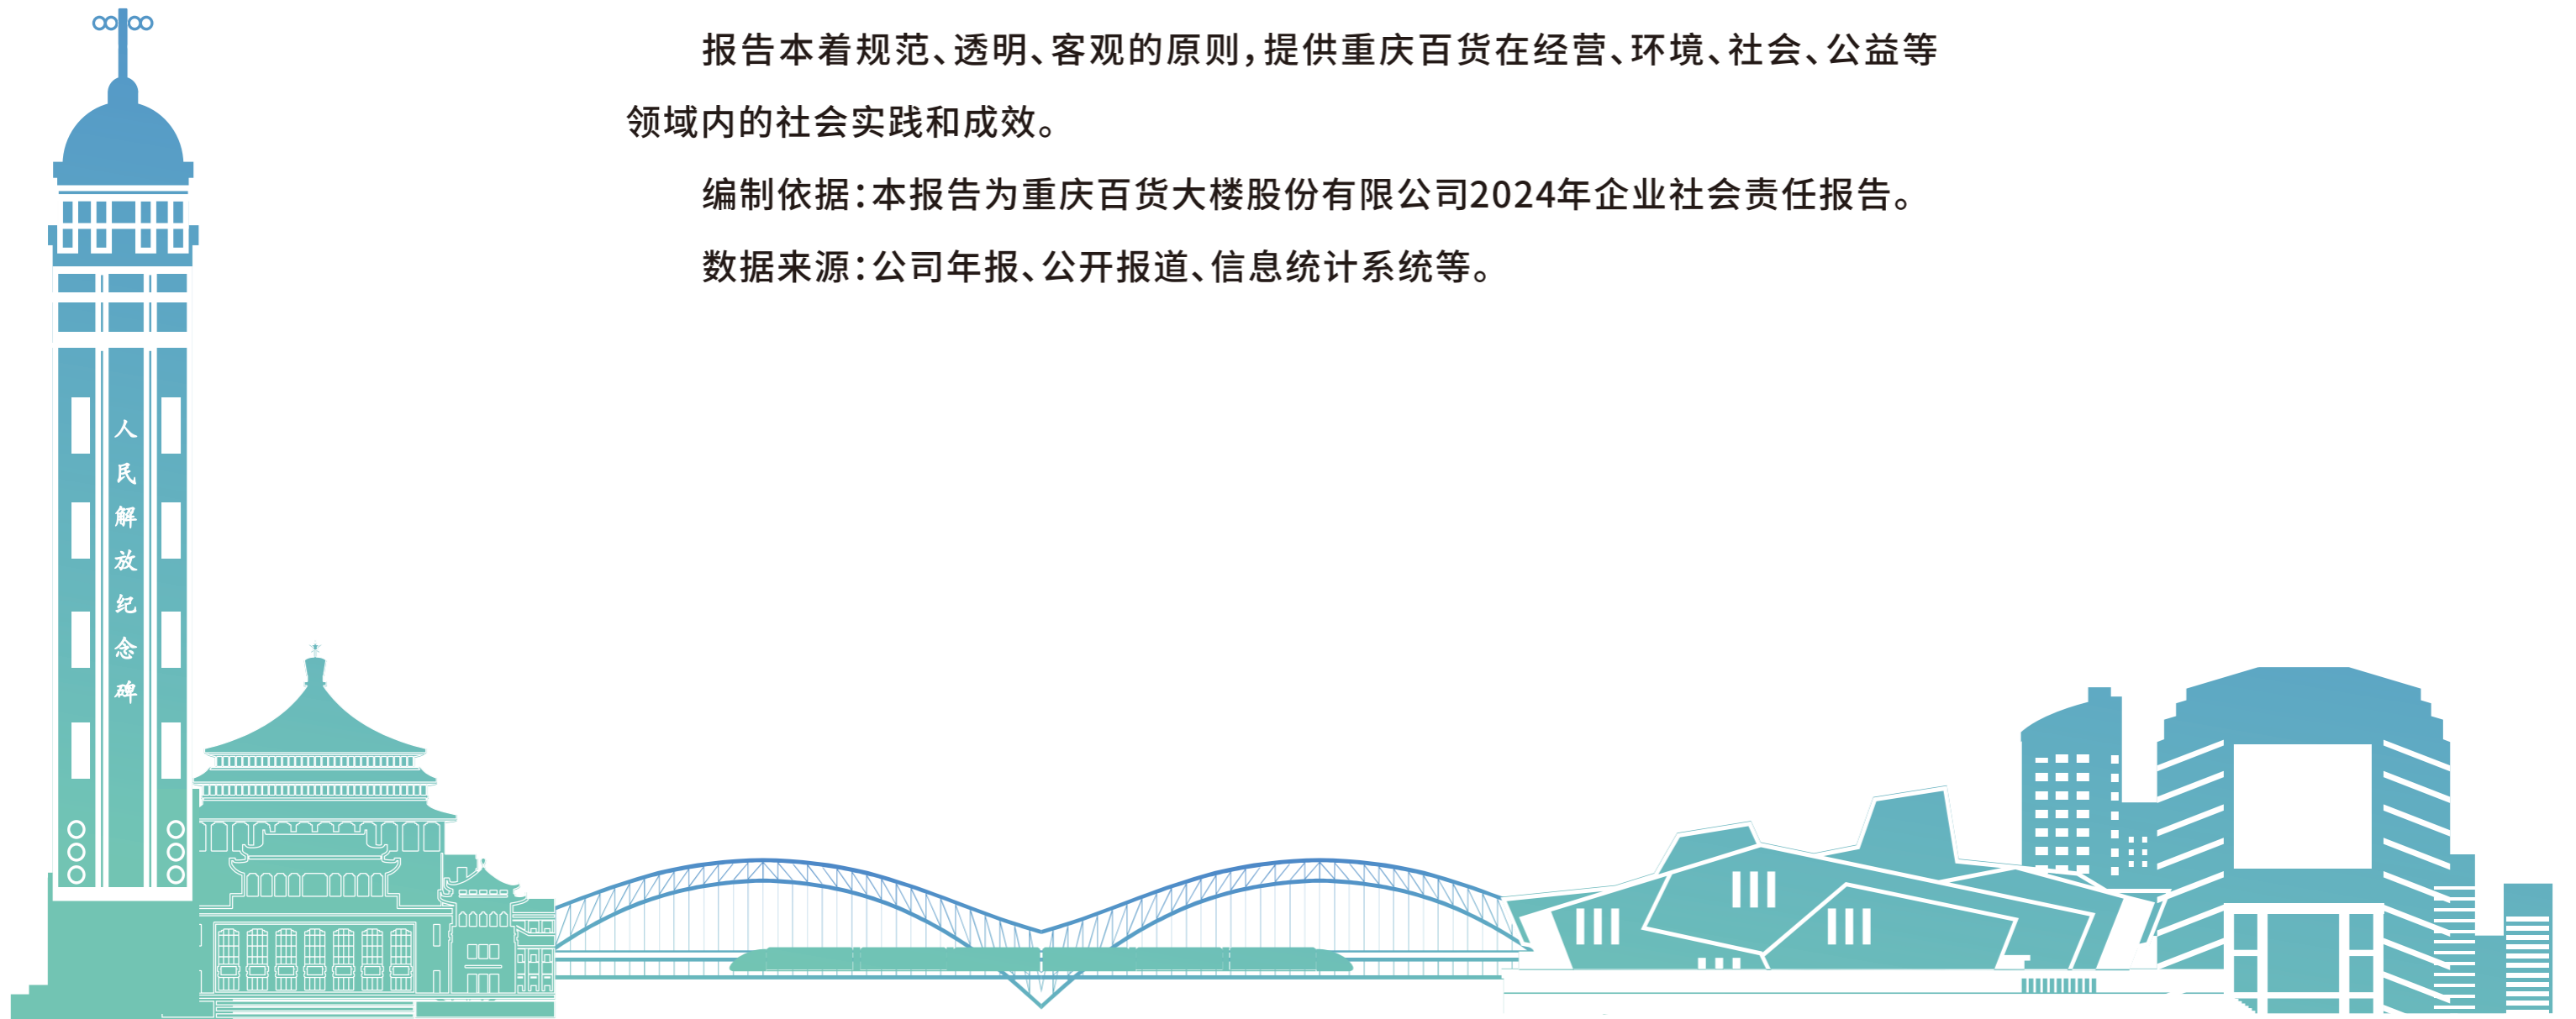 报告本着规范、透明、客观的原则，提供重庆百货在经营、环境、社会、公益等
领域内的社会实践和成效。
编制依据：本报告为重庆百货大楼股份有限公司2024年企业社会责任报告。
数据来源：公司年报、公开报道、信息统计系统等。
人民解放纪念碑